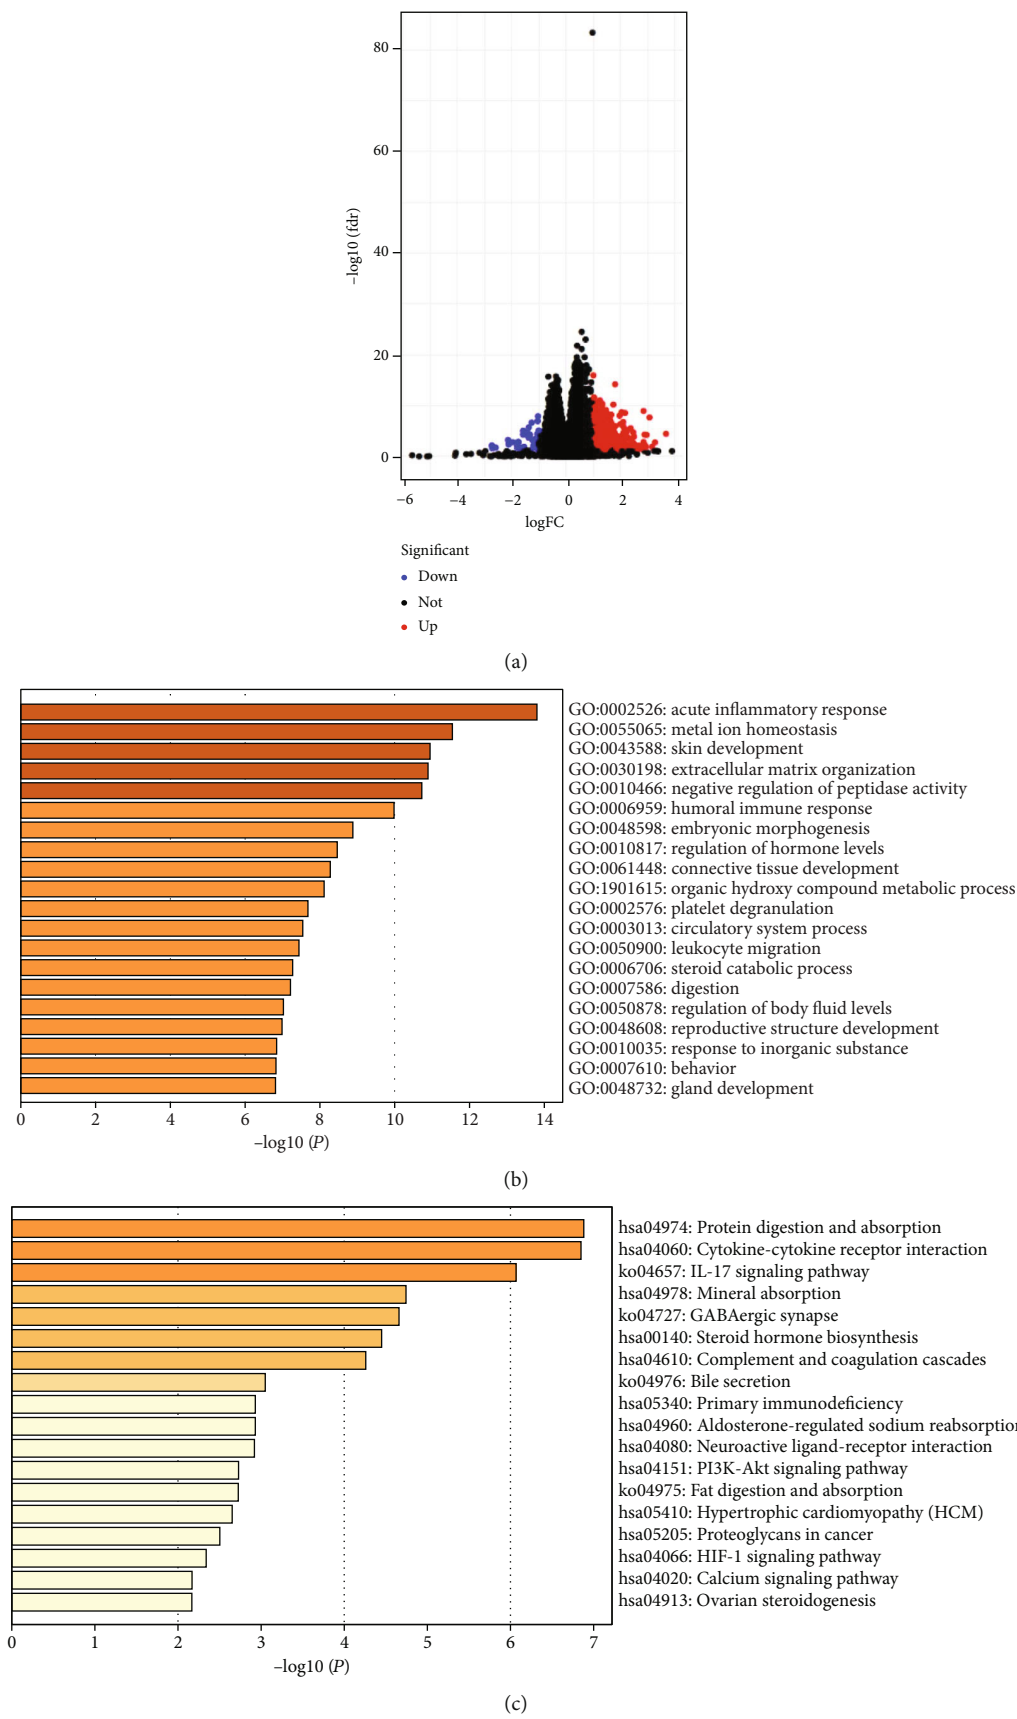 80
60
40
20
0
−log10 (fdr)
−6 −4 −2 0 2 4
logFC
Significant
Down
Not
Up
(a)
GO:0002526: acute inflammatory response
GO:0055065: metal ion homeostasis
GO:0043588: skin development
GO:0030198: extracellular matrix organization
GO:0010466: negative regulation of peptidase activity
GO:0006959: humoral immune response
GO:0048598: embryonic morphogenesis
GO:0010817: regulation of hormone levels
GO:0061448: connective tissue development
GO:1901615: organic hydroxy compound metabolic process
GO:0002576: platelet degranulation
GO:0003013: circulatory system process
GO:0050900: leukocyte migration
GO:0006706: steroid catabolic process
GO:0007586: digestion
GO:0050878: regulation of body fluid levels
GO:0048608: reproductive structure development
GO:0010035: response to inorganic substance
GO:0007610: behavior
GO:0048732: gland development
0 2 4 6 8 10 12 14
−log10 (P)
(b)
hsa04974: Protein digestion and absorption
hsa04060: Cytokine-cytokine receptor interaction
ko04657: IL-17 signaling pathway
hsa04978: Mineral absorption
ko04727: GABAergic synapse
hsa00140: Steroid hormone biosynthesis
hsa04610: Complement and coagulation cascades
ko04976: Bile secretion
hsa05340: Primary immunodeficiency
hsa04960: Aldosterone-regulated sodium reabsorption
hsa04080: Neuroactive ligand-receptor interaction
hsa04151: PI3K-Akt signaling pathway
ko04975: Fat digestion and absorption
hsa05410: Hypertrophic cardiomyopathy (HCM)
hsa05205: Proteoglycans in cancer
hsa04066: HIF-1 signaling pathway
hsa04020: Calcium signaling pathway
hsa04913: Ovarian steroidogenesis
0 1 2 3 4 5 6 7
−log10 (P)
(c)